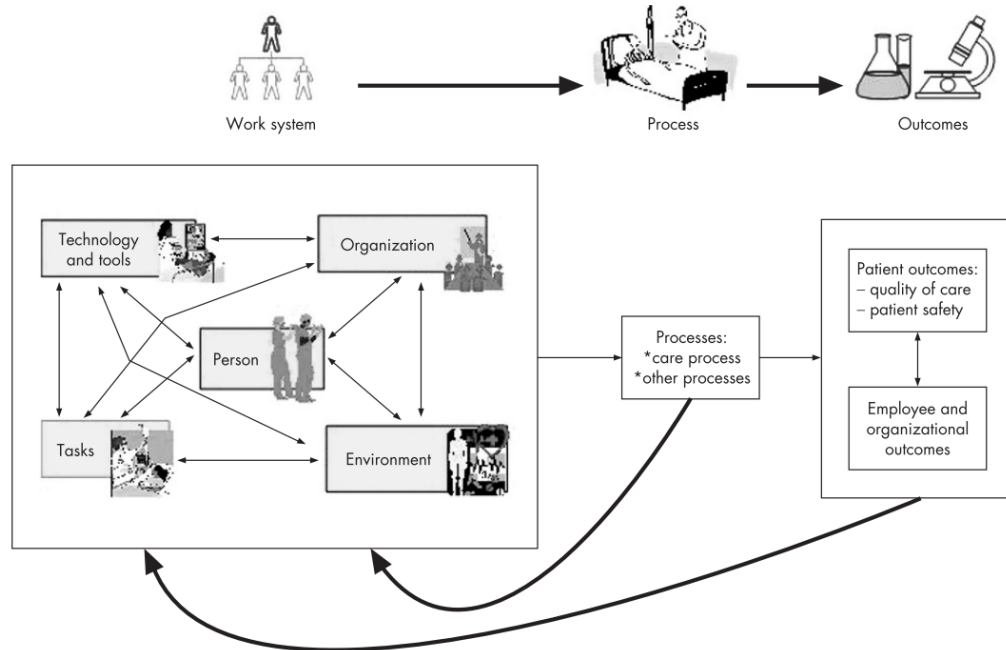 Work system
Process
Outcomes
Technology
and tools
Organization
Person
Tasks
Environment
Processes:
*care process
*other processes
Patient outcomes:
– quality of care
– patient safety
Employee and
organizational
outcomes